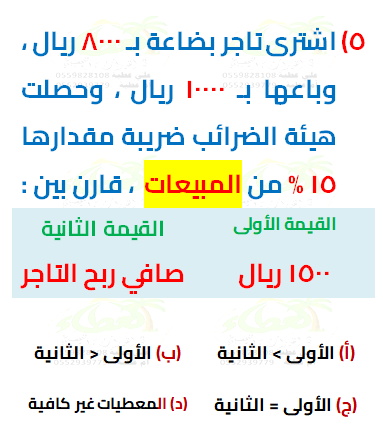 ٥) اشترى تاجر بضاعة بـ ٨٠٠٠ ريال ،
وباعها بـ ١٠٠٠٠ ريال ، وحصلت
هيئة الضرائب ضريبة مقدارها
١٥ % من المبيعات ، قارن بين :
القيمة الأولى القيمة الثانية
١٥٠٠ ريال صافي ربح التاجر
(أ) الأولى > الثانية (ب) الأولى < الثانية
(ج) الأولى = الثانية (د) المعطيات غير كافية